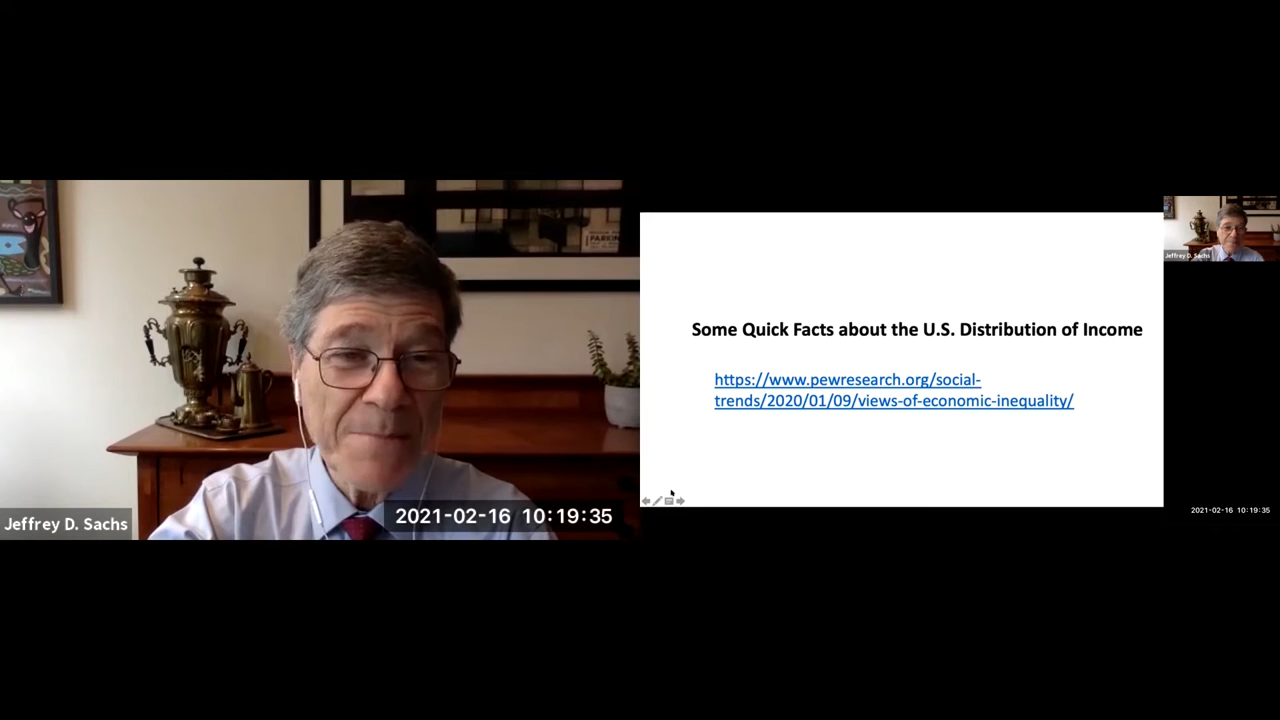 PARKIN
Jeffrey D. Sachs
2021-02-16 10:19:35
Some Quick Facts about the U.S. Distribution of Income
https://www.pewresearch.org/social-
trends/2020/01/09/views-of-economic-inequality/
Jeffrey D. Sachs
2021-02-16 10:19:35